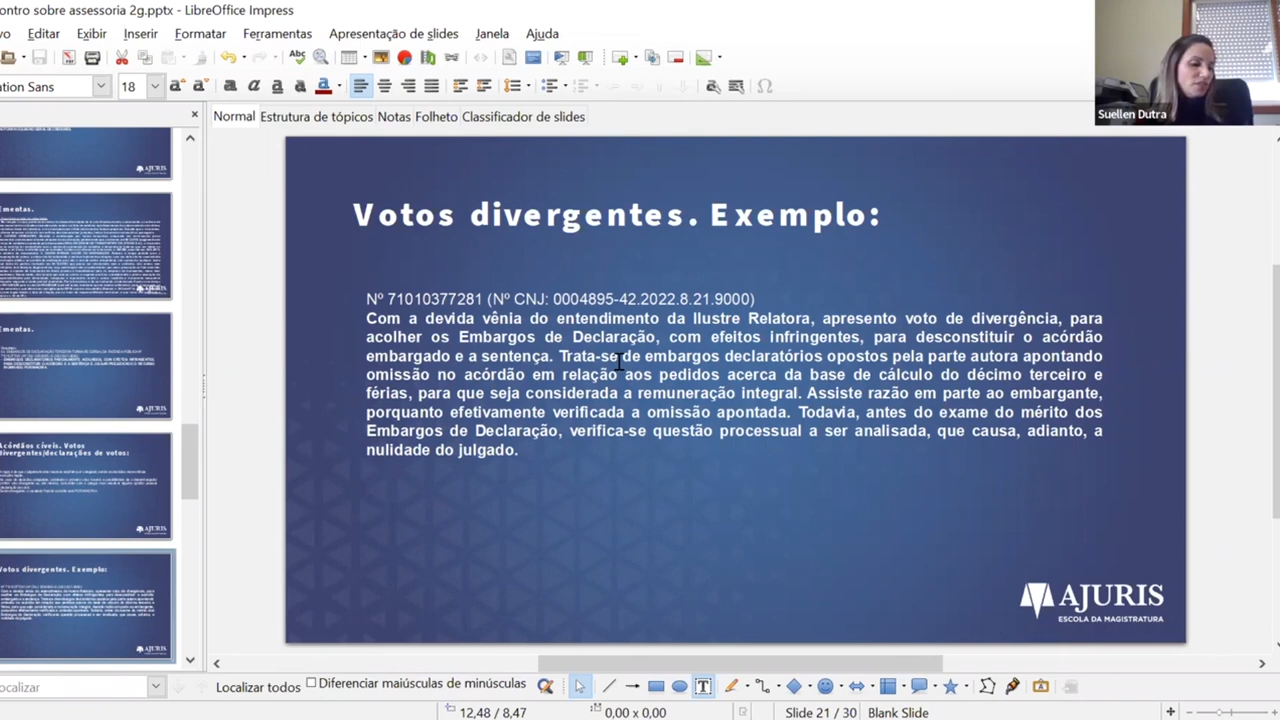 ontro sobre assessoria 2g.pptx - LibreOffice Impress
vo Editar Exibir Inserir Formatar Ferramentas Apresentação de slides Janela Ajuda
ation Sans 18
Normal Estrutura de tópicos Notas Folheto Classificador de slides
Suellen Dutra
AJURIS
Ementas.
AJURIS
Ementas.
AJURIS
Acórdãos cíveis. Votos
divergentes/declarações de votos:
AJURIS
Votos divergentes. Exemplo:
AJURIS
Votos divergentes. Exemplo:
Nº 71010377281 (Nº CNJ: 0004895-42.2022.8.21.9000)
Com a devida vênia do entendimento da Ilustre Relatora, apresento voto de divergência, para
acolher os Embargos de Declaração, com efeitos infringentes, para desconstituir o acórdão
embargado e a sentença. Trata-se de embargos declaratórios opostos pela parte autora apontando
omissão no acórdão em relação aos pedidos acerca da base de cálculo do décimo terceiro e
férias, para que seja considerada a remuneração integral. Assiste razão em parte ao embargante,
porquanto efetivamente verificada a omissão apontada. Todavia, antes do exame do mérito dos
Embargos de Declaração, verifica-se questão processual a ser analisada, que causa, adianto, a
nulidade do julgado.
AJURIS
ESCOLA DA MAGISTRATURA
ocalizar Localizar todos Diferenciar maiúsculas de minúsculas
12,48 / 8,47 0,00 x 0,00 Slide 21 / 30 Blank Slide